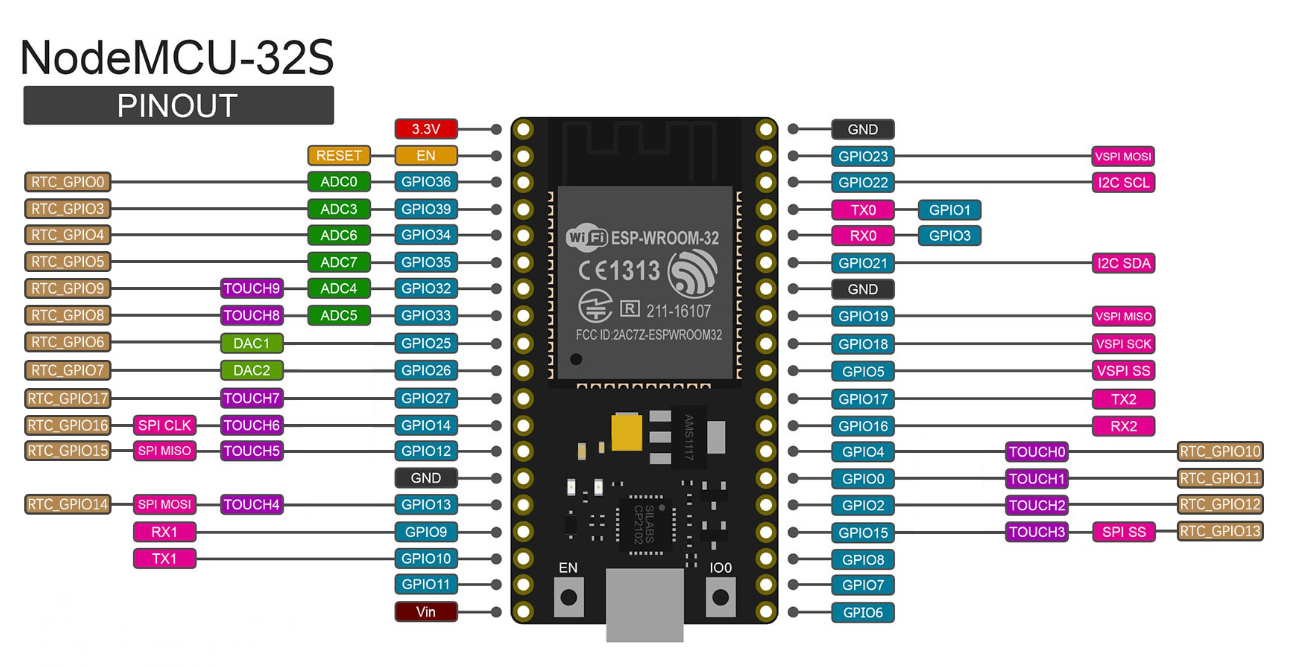 NodeMCU-32S
PINOUT
3.3V
RESET EN
RTC_GPIO0 ADC0 GPIO36
RTC_GPIO3 ADC3 GPIO39
RTC_GPIO4 ADC6 GPIO34
RTC_GPIO5 ADC7 GPIO35
RTC_GPIO9 TOUCH9 ADC4 GPIO32
RTC_GPIO8 TOUCH8 ADC5 GPIO33
RTC_GPIO6 DAC1 GPIO25
RTC_GPIO7 DAC2 GPIO26
RTC_GPIO17 TOUCH7 GPIO27
RTC_GPIO16 SPI CLK TOUCH6 GPIO14
RTC_GPIO15 SPI MISO TOUCH5 GPIO12
GND
RTC_GPIO14 SPI MOSI TOUCH4 GPIO13
RX1 GPIO9
TX1 GPIO10
GPIO11
Vin
WiFi ESP-WROOM-32
CE1313
R 211-16107
FCC ID:2AC7Z-ESPWROOM32
AMS1117
SILABS
CP2102
EN
IO0
GND
GPIO23 VSPI MOSI
GPIO22 I2C SCL
TX0 GPIO1
RX0 GPIO3
GPIO21 I2C SDA
GND
GPIO19 VSPI MISO
GPIO18 VSPI SCK
GPIO5 VSPI SS
GPIO17 TX2
GPIO16 RX2
GPIO4 TOUCH0 RTC_GPIO10
GPIO0 TOUCH1 RTC_GPIO11
GPIO2 TOUCH2 RTC_GPIO12
GPIO15 TOUCH3 SPI SS RTC_GPIO13
GPIO8
GPIO7
GPIO6